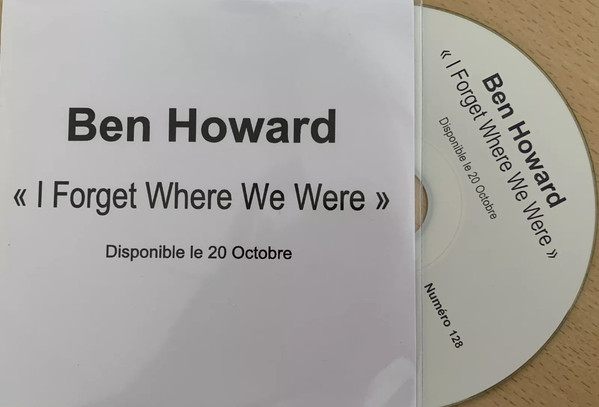 Ben Howard
« I Forget Where We Were »
Disponible le 20 Octobre
Ben Howard
« I Forget Where We Were »
Disponible le 20 Octobre
Numéro 128